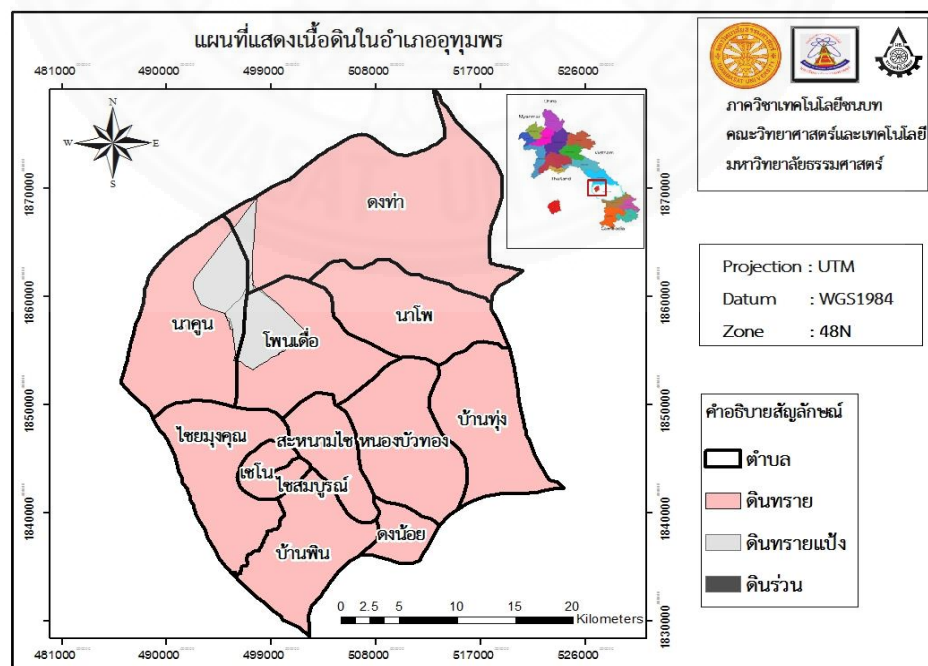 แผนที่แสดงเนื้อดินในอำเภออุทุมพร
481000 490000 499000 508000 517000 526000
N
W E
S
1870000 1870000
1860000 1860000
1850000 1850000
1840000 1840000
1830000
ดงท่า
นาคูน
โพนเดื่อ
นาโพ
บ้านทุ่ง
ไชยมุงคุณ
สะหนามไช
หนองบัวทอง
เซโน
ไชสมบูรณ์
ดงน้อย
บ้านพิน
0 2.5 5 10 15 20
Kilometers
481000 490000 499000 508000 517000 526000
ภาควิชาเทคโนโลยีชนบท
คณะวิทยาศาสตร์และเทคโนโลยี
มหาวิทยาลัยธรรมศาสตร์
Projection : UTM
Datum : WGS1984
Zone : 48N
คำอธิบายสัญลักษณ์
ตำบล
ดินทราย
ดินทรายแป้ง
ดินร่วน